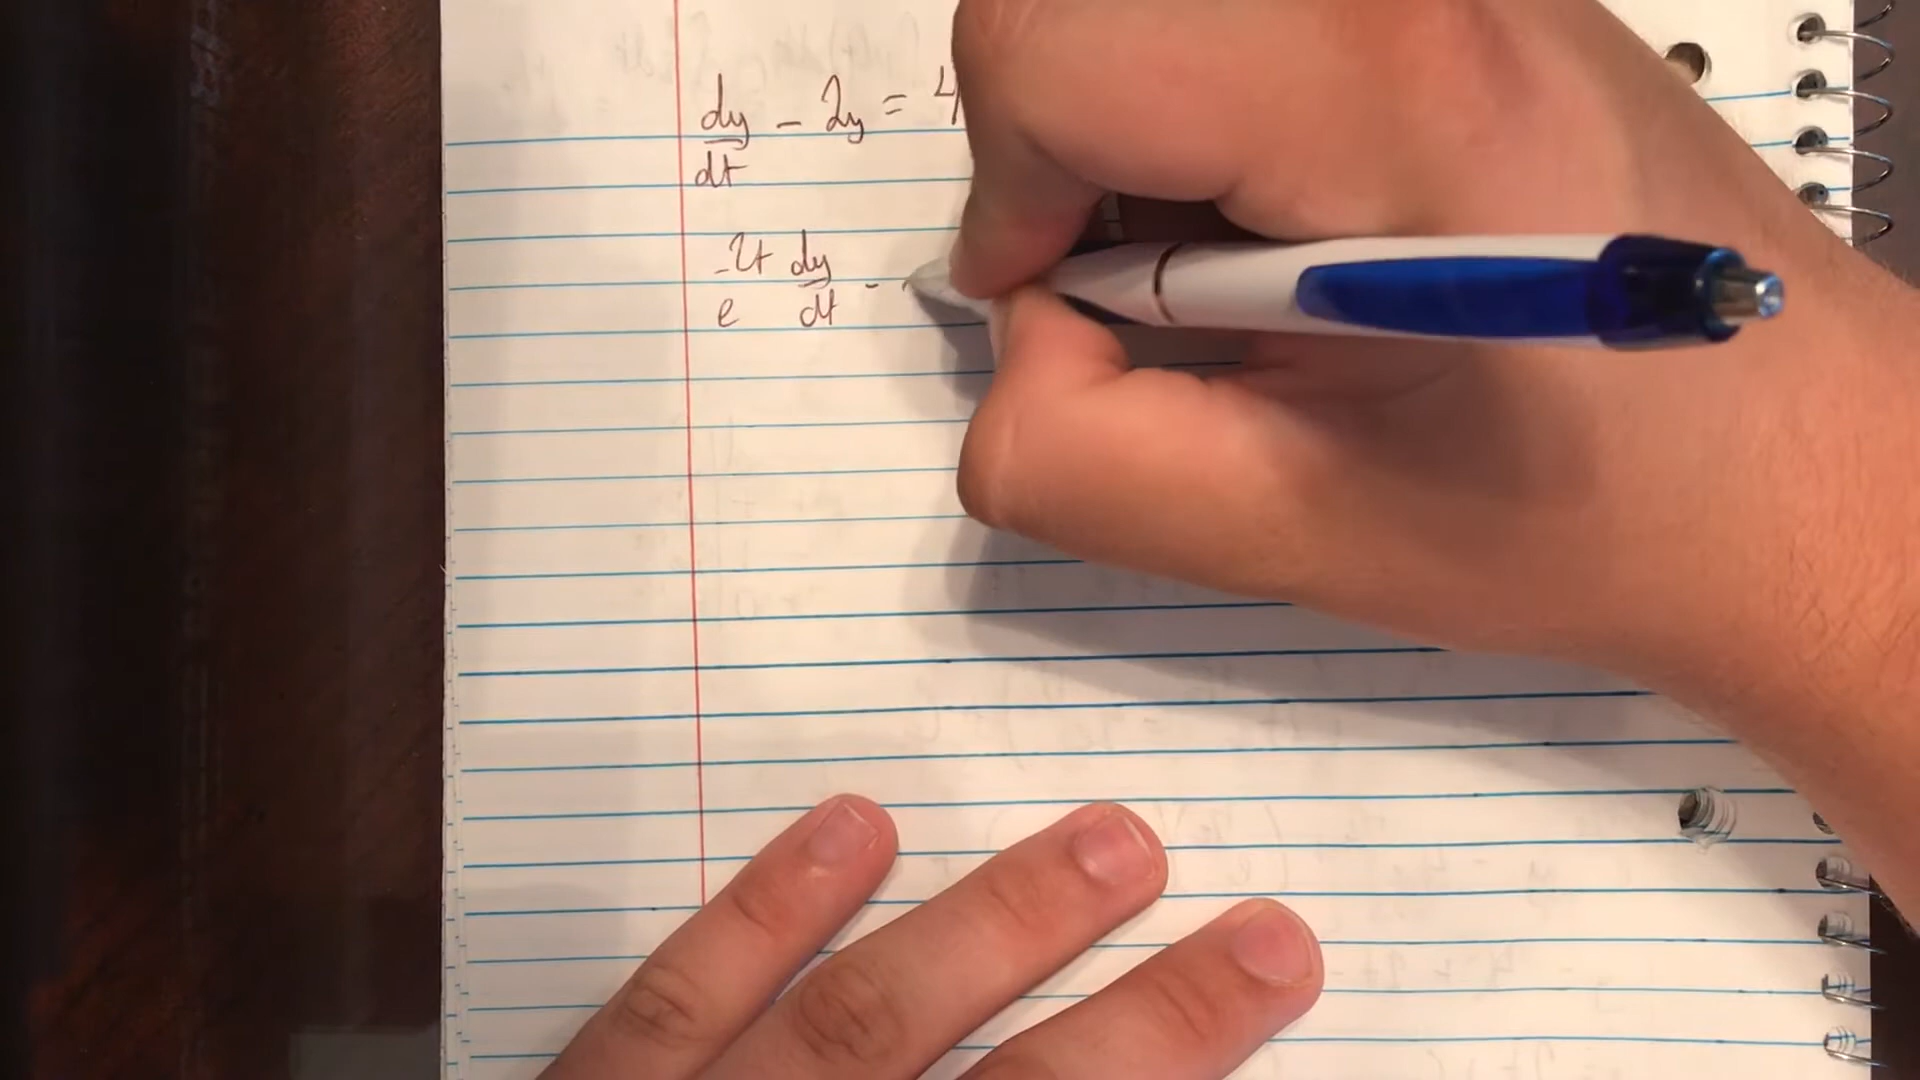 dy/dt - 2y = 4
e^-2t dy/dt -